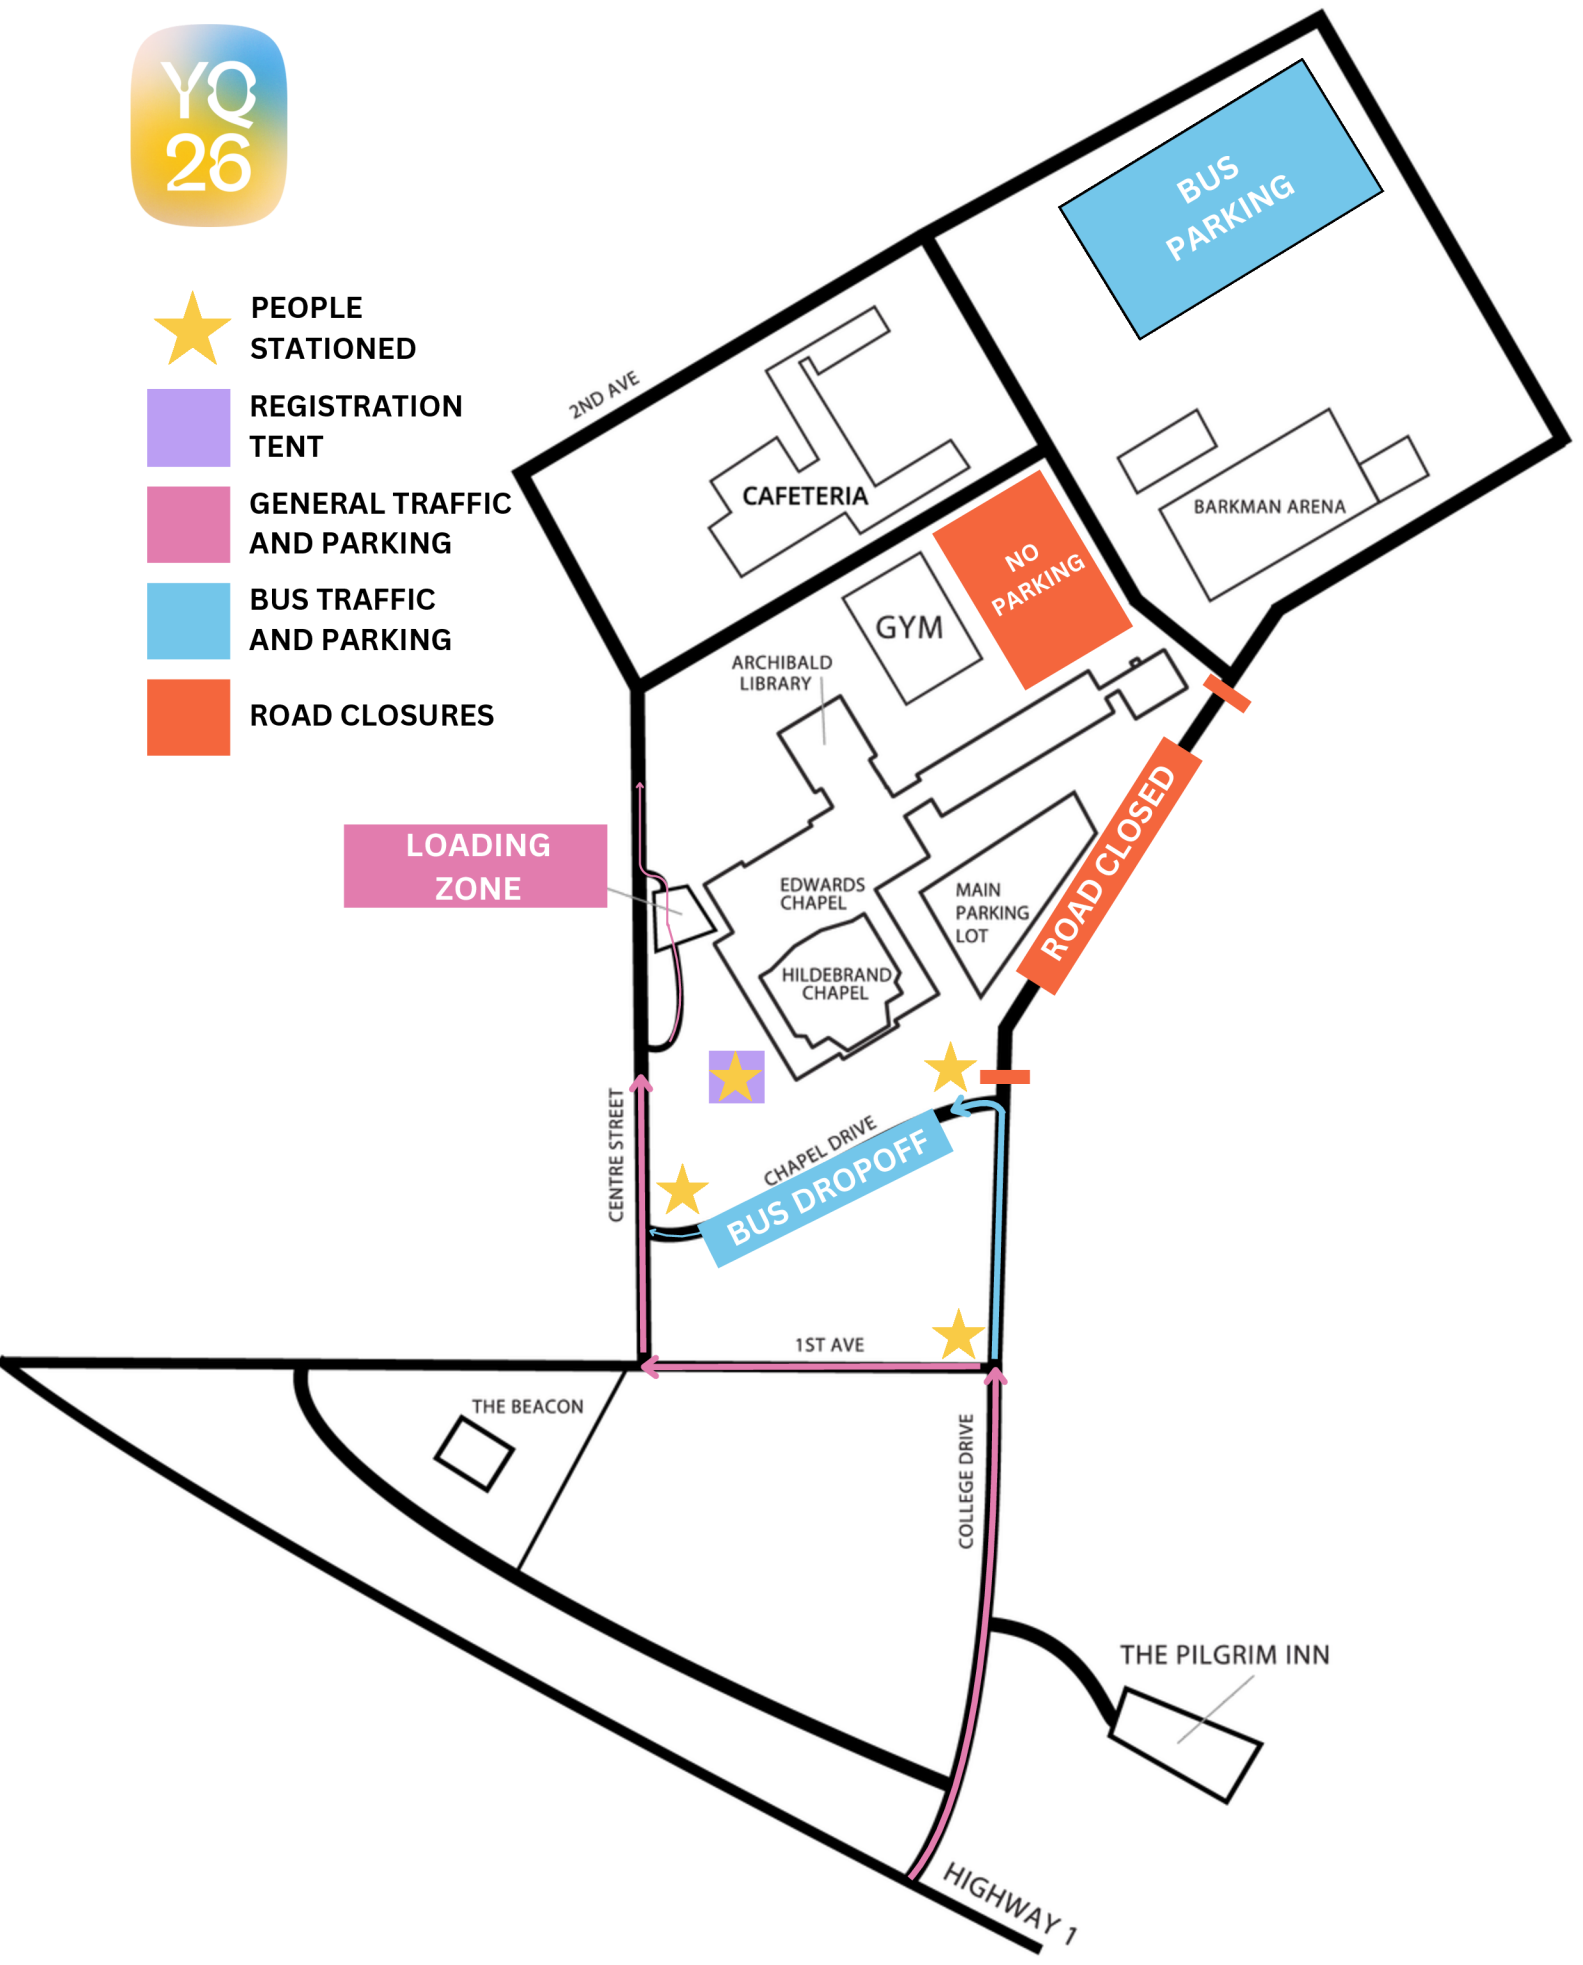 YQ
26
PEOPLE
STATIONED
REGISTRATION
TENT
GENERAL TRAFFIC
AND PARKING
BUS TRAFFIC
AND PARKING
ROAD CLOSURES
BUS
PARKING
2ND AVE
CAFETERIA
BARKMAN ARENA
NO
PARKING
GYM
ARCHIBALD
LIBRARY
LOADING
ZONE
EDWARDS
CHAPEL
MAIN
PARKING
LOT
ROAD CLOSED
HILDEBRAND
CHAPEL
CENTRE STREET
CHAPEL DRIVE
BUS DROPOFF
1ST AVE
THE BEACON
COLLEGE DRIVE
THE PILGRIM INN
HIGHWAY 1